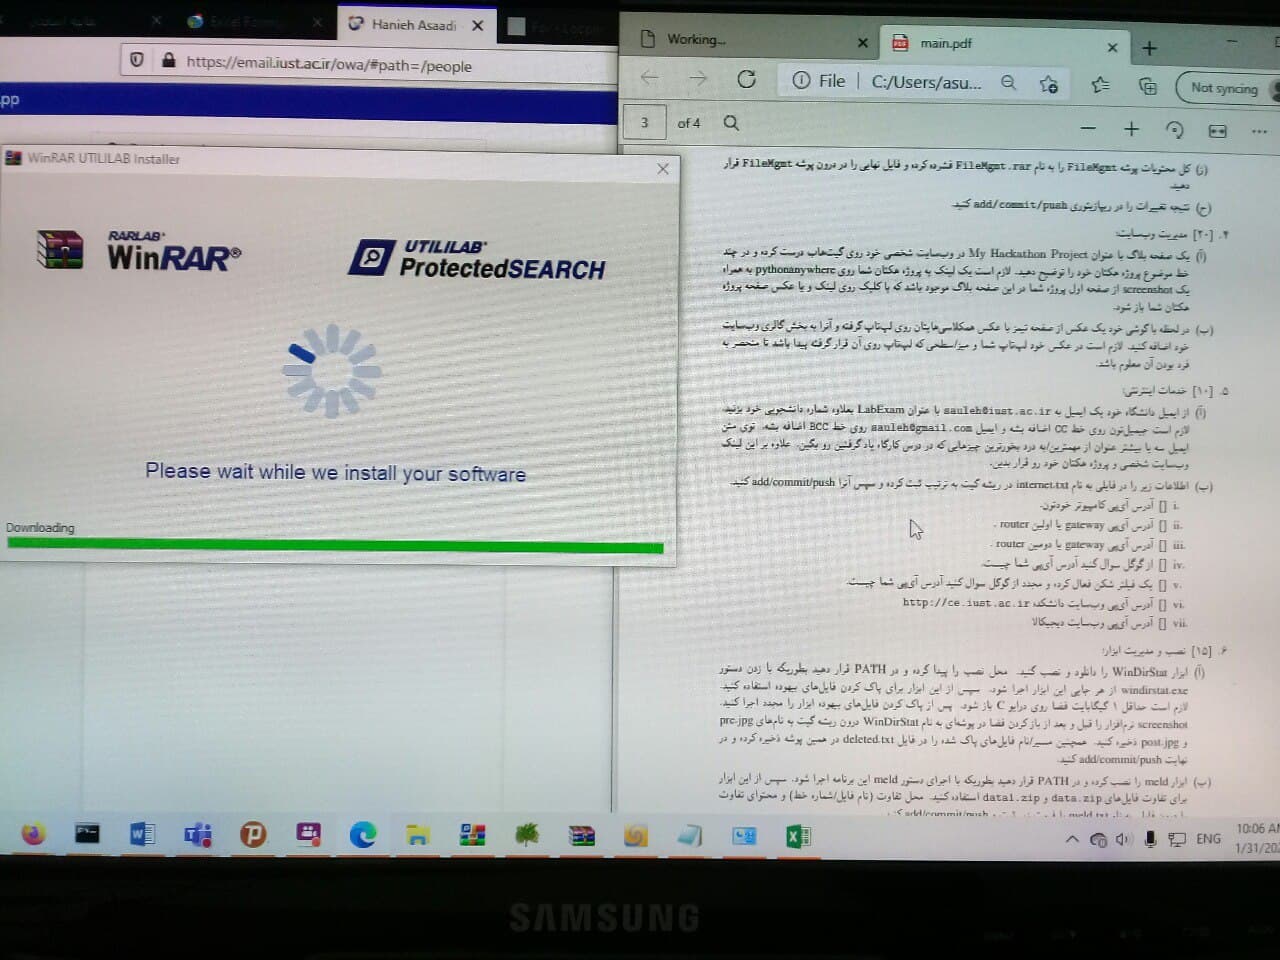 Hanieh Asaadi
https://email.iust.ac.ir/owa/#path=/people
pp
WinRAR UTILILAB Installer
RARLAB
WinRAR®
UTILILAB
ProtectedSEARCH
Please wait while we install your software
Downloading
Working...
main.pdf
File
C:/Users/asu...
Not syncing
3
of 4
(ز) کل محتویات پوشه FileMgmt را به نام FileMgmt.rar فشرده کرده و فایل نهایی را در درون پوشه FileMgmt قرار
دهید.
(ح) نتیجه تغییرات را در ریپازیتوری add/commit/push کنید.
۴. [۲۰] مدیریت وب‌سایت:
(آ) یک صفحه بلاگ با عنوان My Hackathon Project در وب‌سایت شخصی خود روی گیت‌هاب درست کرده و در چند
خط موضوع پروژه هکتان خود را توضیح دهید. لازم است یک لینک به پروژه هکتان شما روی pythonanywhere به همراه
یک screenshot از صفحه اول پروژه شما در این صفحه بلاگ موجود باشد که با کلیک روی لینک و یا عکس صفحه پروژه
هکتان شما باز شود.
(ب) در لحظه با گوشی خود یک عکس از صفحه تیمز با عکس همکلاسی‌هایتان روی لپ‌تاپ گرفته و آنرا به بخش گالری وب‌سایت
خود اضافه کنید. لازم است در عکس خود لپ‌تاپ شما و میز/سطحی که لپ‌تاپ روی آن قرار گرفته پیدا باشد تا منحصر به
فرد بودن آن معلوم باشد.
۵. [۱۰] خدمات اینترنتی:
(آ) از ایمیل دانشگاه خود یک ایمیل به sauleh@iust.ac.ir با عنوان LabExam بعلاوه شماره دانشجویی خود بزنید.
لازم است جیمیل‌تون روی خط CC اضافه بشه و ایمیل sauleh@gmail.com روی خط BCC اضافه بشه. توی متن
ایمیل سه یا بیشتر عنوان از مهمترین/به درد بخورترین چیزهایی که در درس کارگاه یاد گرفتین رو بگین. علاوه بر این لینک
وب‌سایت شخصی و پروژه هکتان خود رو قرار بدین.
(ب) اطلاعات زیر را در فایلی به نام internet.txt در ریشه گیت به ترتیب ثبت کرده و سپس آنرا add/commit/push کنید.
i. [] آدرس آی‌پی کامپیوتر خودتون.
ii. [] آدرس آی‌پی gateway یا اولین router .
iii. [] آدرس آی‌پی gateway یا دومین router .
iv. [] از گوگل سوال کنید آدرس آی‌پی شما چیست.
v. [] یک فیلتر شکن فعال کرده و مجدد از گوگل سوال کنید آدرس آی‌پی شما چیست.
vi. [] آدرس آی‌پی وب‌سایت دانشکده http://ce.iust.ac.ir
vii. [] آدرس آی‌پی وب‌سایت دیجیکالا
۶. [۱۵] نصب و مدیریت ابزار:
(آ) ابزار WinDirStat را دانلود و نصب کنید. محل نصب را پیدا کرده و در PATH قرار دهید بطوریکه با زدن دستور
windirstat.exe از هر جایی این ابزار اجرا شود. سپس از این ابزار برای پاک کردن فایل‌های بیهوده استفاده کنید.
لازم است حداقل ۱ گیگابایت فضا روی درایو C باز شود. پس از پاک کردن فایل‌های بیهوده ابزار را مجدد اجرا کنید.
screenshot نرم‌افزار را قبل و بعد از باز کردن فضا در پوشه‌ای به نام WinDirStat درون ریشه گیت به نام‌های pre.jpg
و post.jpg ذخیره کنید. همچنین مسیر/نام فایل‌های پاک شده را در فایل deleted.txt در همین پوشه ذخیره کرده و در
نهایت add/commit/push کنید.
(ب) ابزار meld را نصب کرده و در PATH قرار دهید بطوریکه با اجرای دستور meld این برنامه اجرا شود. سپس از این ابزار
برای تفاوت فایل‌های data.zip و data1.zip استفاده کنید. محل تفاوت (نام فایل/شماره خط) و محتوای تفاوت
ENG
10:06 AM
1/31/202
SAMSUNG